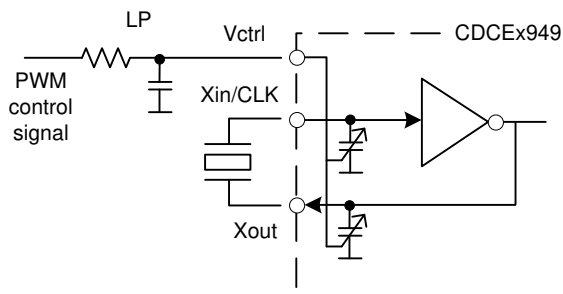 LP
Vctrl
CDCEx949
PWM
control
signal
Xin/CLK
Xout